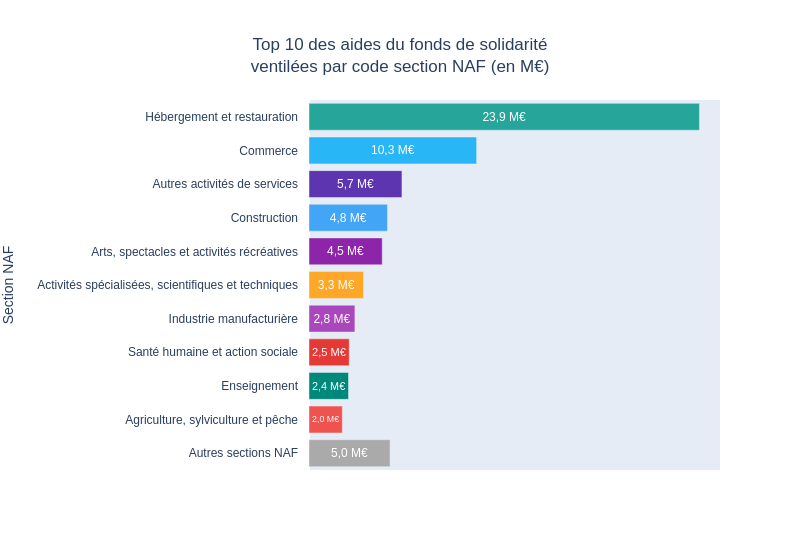 Top 10 des aides du fonds de solidarité
ventilées par code section NAF (en M€)
Section NAF
Hébergement et restauration 23,9 M€
Commerce 10,3 M€
Autres activités de services 5,7 M€
Construction 4,8 M€
Arts, spectacles et activités récréatives 4,5 M€
Activités spécialisées, scientifiques et techniques 3,3 M€
Industrie manufacturière 2,8 M€
Santé humaine et action sociale 2,5 M€
Enseignement 2,4 M€
Agriculture, sylviculture et pêche 2,0 M€
Autres sections NAF 5,0 M€